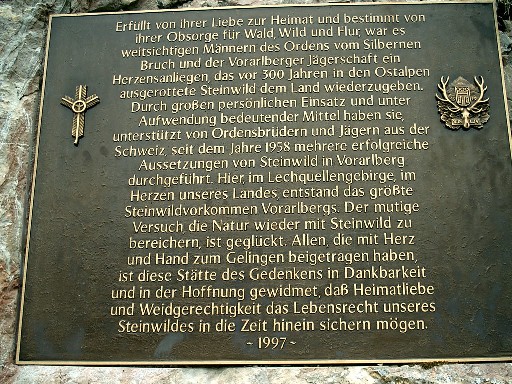 Erfüllt von ihrer Liebe zur Heimat und bestimmt von
ihrer Obsorge für Wald, Wild und Flur, war es
weitsichtigen Männern des Ordens vom Silbernen
Bruch und der Vorarlberger Jägerschaft ein
Herzensanliegen, das vor 300 Jahren in den Ostalpen
ausgerottete Steinwild dem Land wiederzugeben.
Durch großen persönlichen Einsatz und unter
Aufwendung bedeutender Mittel haben sie,
unterstützt von Ordensbrüdern und Jägern aus der
Schweiz, seit dem Jahre 1958 mehrere erfolgreiche
Aussetzungen von Steinwild in Vorarlberg
durchgeführt. Hier, im Lechquellengebirge, im
Herzen unseres Landes, entstand das größte
Steinwildvorkommen Vorarlbergs. Der mutige
Versuch, die Natur wieder mit Steinwild zu
bereichern, ist geglückt. Allen, die mit Herz
und Hand zum Gelingen beigetragen haben,
ist diese Stätte des Gedenkens in Dankbarkeit
und in der Hoffnung gewidmet, daß Heimatliebe
und Weidgerechtigkeit das Lebensrecht unseres
Steinwildes in die Zeit hinein sichern mögen.
~ 1997 ~